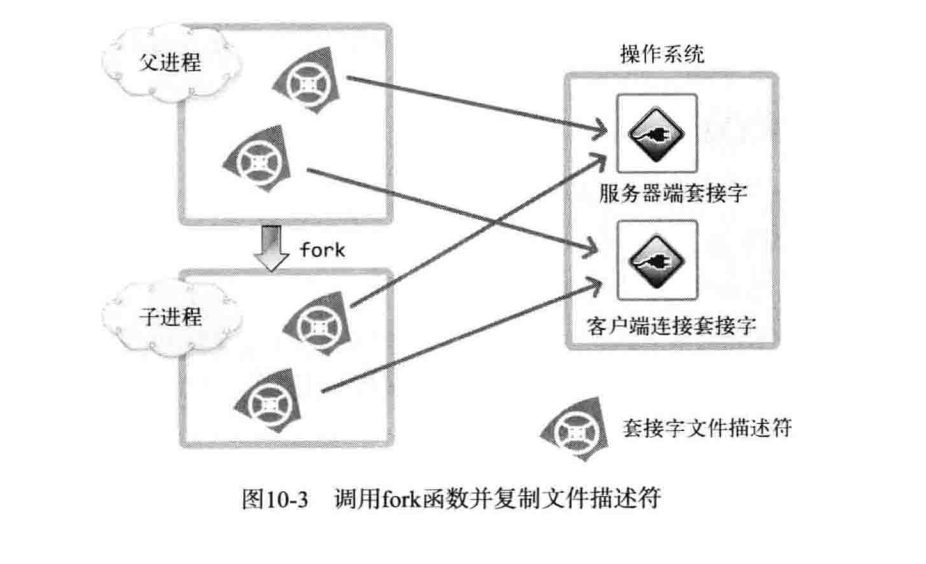 父进程
操作系统
服务器端套接字
fork
子进程
客户端连接套接字
套接字文件描述符
图10-3 调用fork函数并复制文件描述符